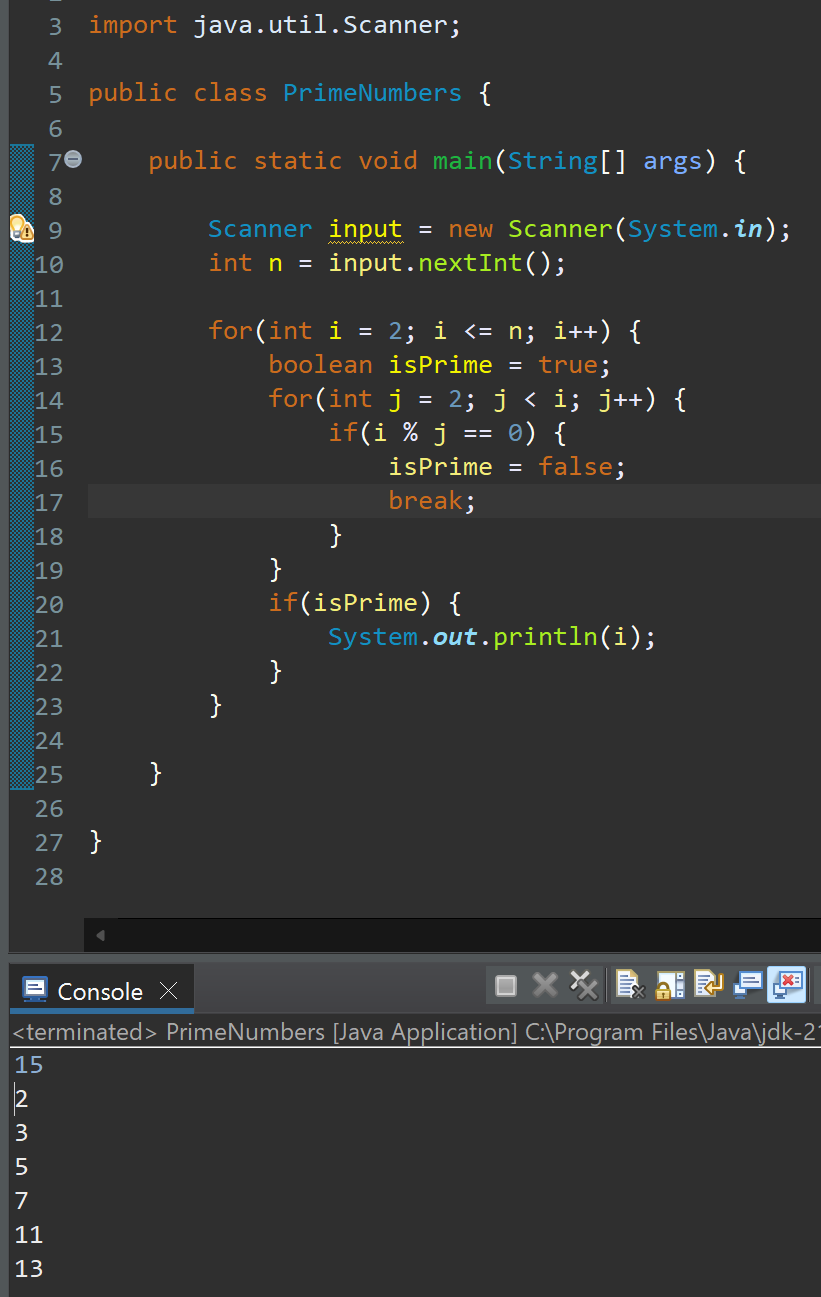 3 import java.util.Scanner;
4
5 public class PrimeNumbers {
6
7 public static void main(String[] args) {
8
9 Scanner input = new Scanner(System.in);
10 int n = input.nextInt();
11
12 for(int i = 2; i <= n; i++) {
13 boolean isPrime = true;
14 for(int j = 2; j < i; j++) {
15 if(i % j == 0) {
16 isPrime = false;
17 break;
18 }
19 }
20 if(isPrime) {
21 System.out.println(i);
22 }
23 }
24
25 }
26
27 }
28
Console
<terminated> PrimeNumbers [Java Application] C:\Program Files\Java\jdk-21
15
2
3
5
7
11
13